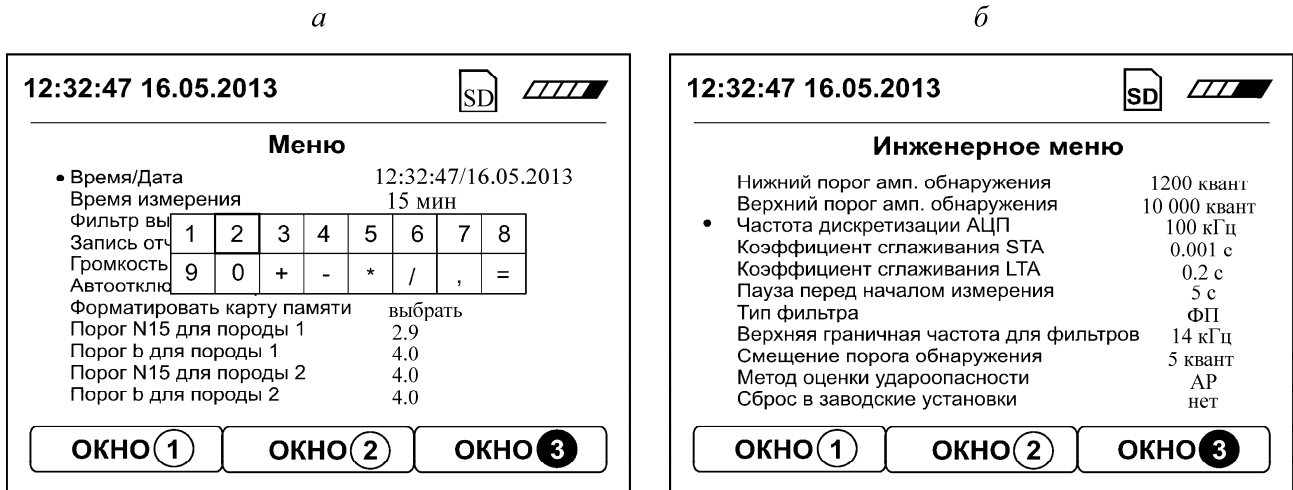 а
12:32:47 16.05.2013
SD
Меню
• Время/Дата 12:32:47/16.05.2013
Время измерения 15 мин
Фильтр вы
Запись отч
Громкость
Автоотклю
1 2 3 4 5 6 7 8
9 0 + - * / , =
Форматировать карту памяти выбрать
Порог N15 для породы 1 2.9
Порог b для породы 1 4.0
Порог N15 для породы 2 4.0
Порог b для породы 2 4.0
ОКНО 1 ОКНО 2 ОКНО 3
б
12:32:47 16.05.2013
SD
Инженерное меню
Нижний порог амп. обнаружения 1200 квант
Верхний порог амп. обнаружения 10 000 квант
• Частота дискретизации АЦП 100 кГц
Коэффициент сглаживания STA 0.001 с
Коэффициент сглаживания LTA 0.2 с
Пауза перед началом измерения 5 с
Тип фильтра ФП
Верхняя граничная частота для фильтров 14 кГц
Смещение порога обнаружения 5 квант
Метод оценки удароопасности АР
Сброс в заводские установки нет
ОКНО 1 ОКНО 2 ОКНО 3